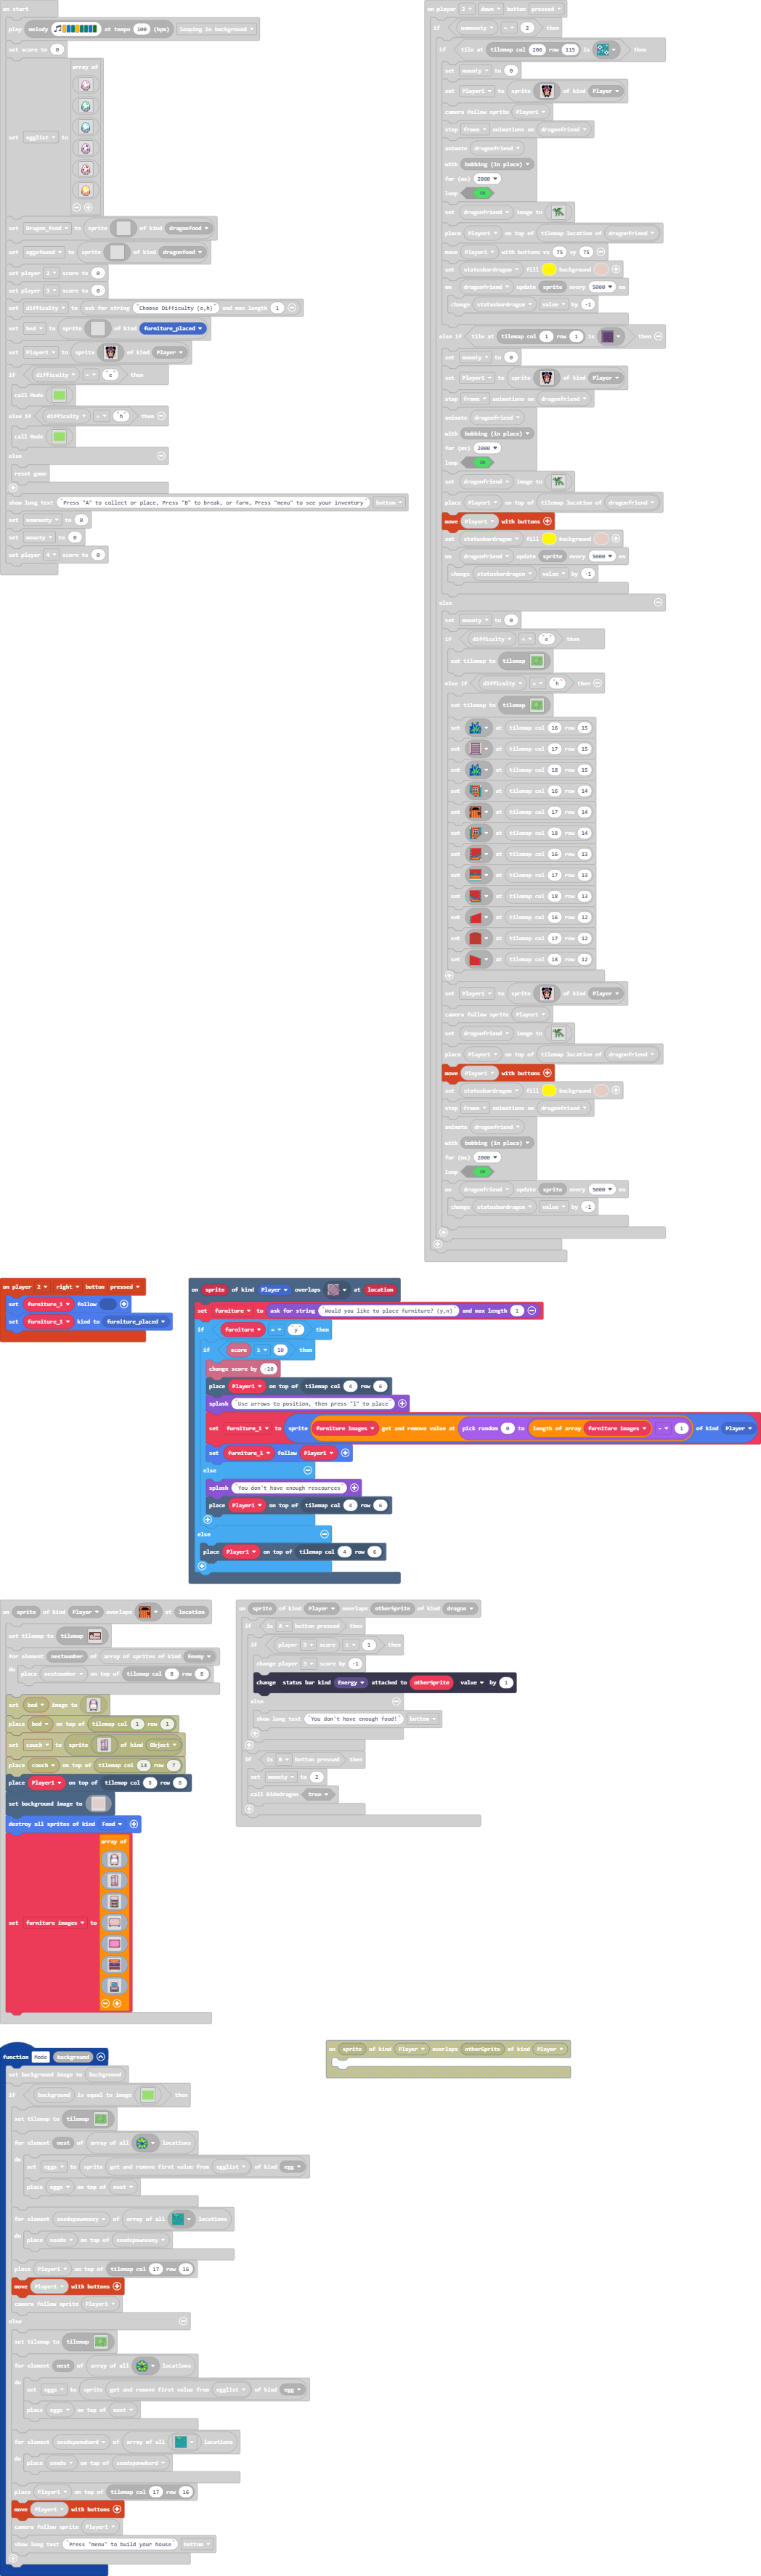 on start
play melody at tempo 100 (bpm) looping in background
set score to 0
array of
set egglist to
set Dragon_food to sprite of kind dragonfood
set eggsfound to sprite of kind dragonfood
set player 2 score to 0
set player 3 score to 0
set difficulty to ask for string "Choose Difficulty (e,h)" and max length 1
set bed to sprite of kind furniture_placed
set Player1 to sprite of kind Player
if difficulty = "e" then
call Mode
else if difficulty = "h" then
call Mode
else
reset game
show long text "Press "A" to collect or place, Press "B" to break, or farm, Press "menu" to see your inventory" button
set to 0
set mounty to 0
set player 4 score to 0
on player 2 down button pressed
if = 2 then
if tile at tilemap col 206 row 115 is then
set mounty to 0
set Player1 to sprite of kind Player
camera follow sprite Player1
stop frame animations on dragonfriend
animate dragonfriend
with bobbing (in place)
for (ms) 2000
loop ON
set dragonfriend image to
place Player1 on top of tilemap location of dragonfriend
move Player1 with buttons vx 75 vy 75
set statusbardragon fill background
on dragonfriend update sprite every 5000 ms
change statusbardragon value by -1
else if tile at tilemap col 1 row 1 is then
set mounty to 0
set Player1 to sprite of kind Player
stop frame animations on dragonfriend
animate dragonfriend
with bobbing (in place)
for (ms) 2000
loop ON
set dragonfriend image to
place Player1 on top of tilemap location of dragonfriend
move Player1 with buttons
set statusbardragon fill background
on dragonfriend update sprite every 5000 ms
change statusbardragon value by -1
else
set mounty to 0
if difficulty = "e" then
set tilemap to tilemap
else if difficulty = "h" then
set tilemap to tilemap
set at tilemap col 16 row 15
set at tilemap col 17 row 15
set at tilemap col 18 row 15
set at tilemap col 16 row 14
set at tilemap col 17 row 14
set at tilemap col 18 row 14
set at tilemap col 16 row 13
set at tilemap col 17 row 13
set at tilemap col 18 row 13
set at tilemap col 16 row 12
set at tilemap col 17 row 12
set at tilemap col 18 row 12
set Player1 to sprite of kind Player
camera follow sprite Player1
set dragonfriend image to
place Player1 on top of tilemap location of dragonfriend
move Player1 with buttons
set statusbardragon fill background
stop frame animations on dragonfriend
animate dragonfriend
with bobbing (in place)
for (ms) 2000
loop ON
on dragonfriend update sprite every 5000 ms
change statusbardragon value by -1
on player 2 right button pressed
set furniture_1 follow
set furniture_1 kind to furniture_placed
on sprite of kind Player overlaps at location
set furniture to ask for string "Would you like to place furniture? (y,n)" and max length 1
if furniture = "y" then
if score ≥ 10 then
change score by -10
place Player1 on top of tilemap col 4 row 6
splash "Use arrows to position, then press "l" to place"
set furniture_1 to sprite furniture images get and remove value at pick random 0 to length of array furniture images - 1 of kind Player
set furniture_1 follow Player1
else
splash "You don't have enough rescources"
place Player1 on top of tilemap col 4 row 6
else
place Player1 on top of tilemap col 4 row 6
on sprite of kind Player overlaps at location
set tilemap to tilemap
for element nextnumber of array of sprites of kind Enemy
do place nextnumber on top of tilemap col 8 row 8
set bed image to
place bed on top of tilemap col 1 row 1
set couch to sprite of kind Object
place couch on top of tilemap col 14 row 7
place Player1 on top of tilemap col 8 row 8
set background image to
destroy all sprites of kind Food
array of
set furniture images to
on sprite of kind Player overlaps otherSprite of kind dragon
if is A button pressed then
if player 3 score ≥ 1 then
change player 3 score by -1
change status bar kind Energy attached to otherSprite value by 1
else
show long text "You don't have enough food!" button
if is B button pressed then
set mounty to 2
call RideDragon true
function Mode background
set background image to background
if background is equal to image then
set tilemap to tilemap
for element nest of array of all locations
do set eggs to sprite get and remove first value from egglist of kind egg
place eggs on top of nest
for element seedspawneasy of array of all locations
do place seeds on top of seedspawneasy
place Player1 on top of tilemap col 17 row 16
move Player1 with buttons
camera follow sprite Player1
else
set tilemap to tilemap
for element nest of array of all locations
do set eggs to sprite get and remove first value from egglist of kind egg
place eggs on top of nest
for element seedspawnhard of array of all locations
do place seeds on top of seedspawnhard
place Player1 on top of tilemap col 17 row 16
move Player1 with buttons
camera follow sprite Player1
show long text "Press "menu" to build your house" button
on sprite of kind Player overlaps otherSprite of kind Player